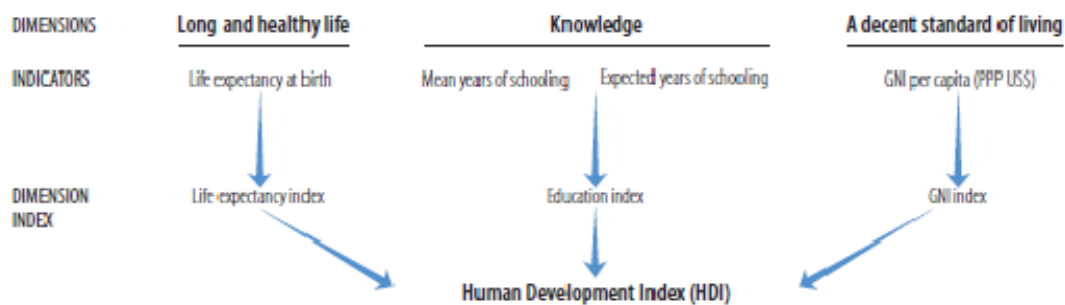 DIMENSIONS Long and healthy life Knowledge A decent standard of living
INDICATORS Life expectancy at birth Mean years of schooling Expected years of schooling GNI per capita (PPP US$)
DIMENSION INDEX Life expectancy index Education index GNI index
Human Development Index (HDI)